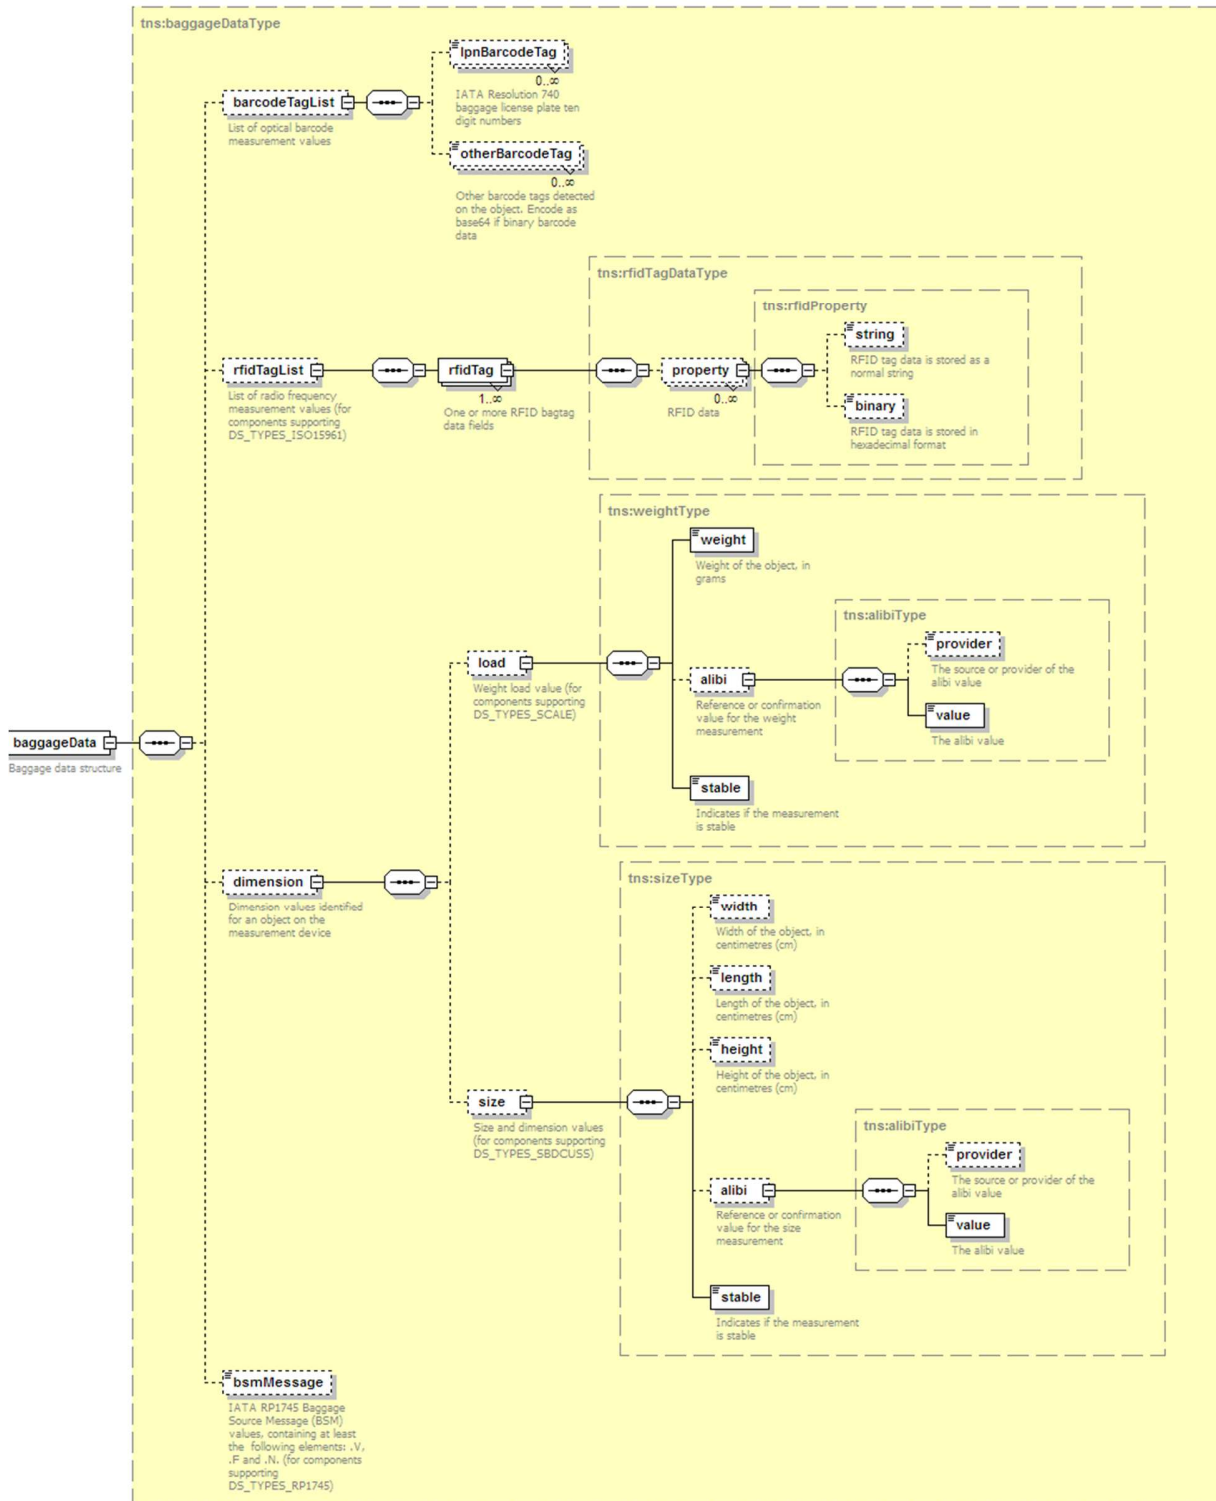 tns:baggageDataType
lpnBarcodeTag
0..∞
IATA Resolution 740
baggage license plate ten
digit numbers
barcodeTagList
List of optical barcode
measurement values
otherBarcodeTag
0..∞
Other barcode tags detected
on the object. Encode as
base64 if binary barcode
data
tns:rfidTagDataType
tns:rfidProperty
string
RFID tag data is stored as a
normal string
rfidTagList
List of radio frequency
measurement values (for
components supporting
DS_TYPES_ISO15961)
rfidTag
1..∞
One or more RFID bagtag
data fields
property
0..∞
RFID data
binary
RFID tag data is stored in
hexadecimal format
tns:weightType
weight
Weight of the object, in
grams
tns:alibiType
provider
The source or provider of the
alibi value
load
Weight load value (for
components supporting
DS_TYPES_SCALE)
alibi
Reference or confirmation
value for the weight
measurement
value
The alibi value
baggageData
Baggage data structure
stable
Indicates if the measurement
is stable
tns:sizeType
dimension
Dimension values identified
for an object on the
measurement device
width
Width of the object, in
centimetres (cm)
length
Length of the object, in
centimetres (cm)
height
Height of the object, in
centimetres (cm)
size
Size and dimension values
(for components supporting
DS_TYPES_SBDCUSS)
tns:alibiType
provider
The source or provider of the
alibi value
alibi
Reference or confirmation
value for the size
measurement
value
The alibi value
stable
Indicates if the measurement
is stable
bsmMessage
IATA RP1745 Baggage
Source Message (BSM)
values, containing at least
the following elements: .V,
.F and .N. (for components
supporting
DS_TYPES_RP1745)